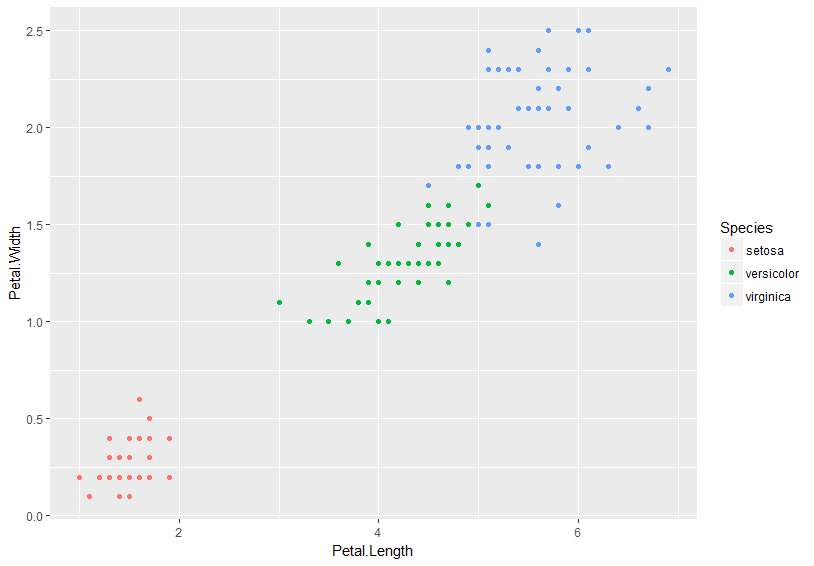 2.5
2.0
1.5
1.0
0.5
0.0
Petal.Width
2 4 6
Petal.Length
Species
setosa
versicolor
virginica